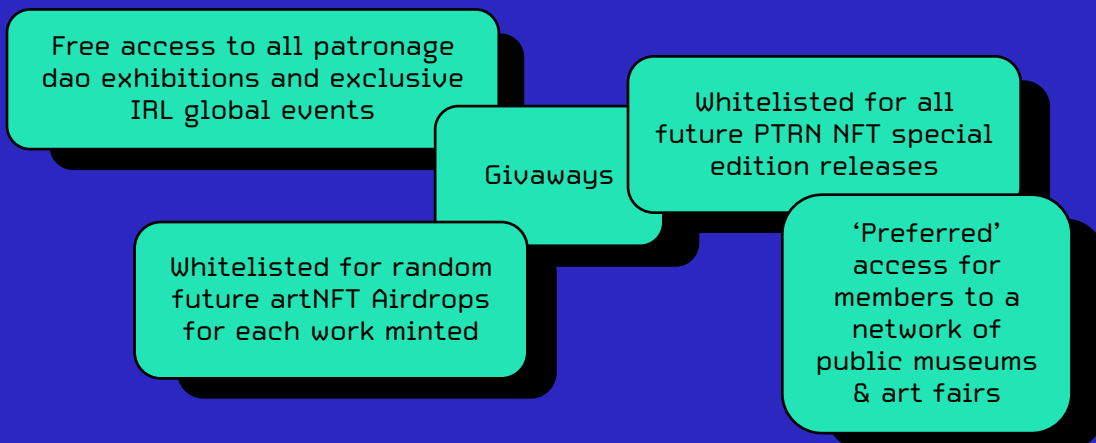 Free access to all patronage
dao exhibitions and exclusive
IRL global events
Givaways
Whitelisted for all
future PTRN NFT special
edition releases
Whitelisted for random
future artNFT Airdrops
for each work minted
‘Preferred’
access for
members to a
network of
public museums
& art fairs